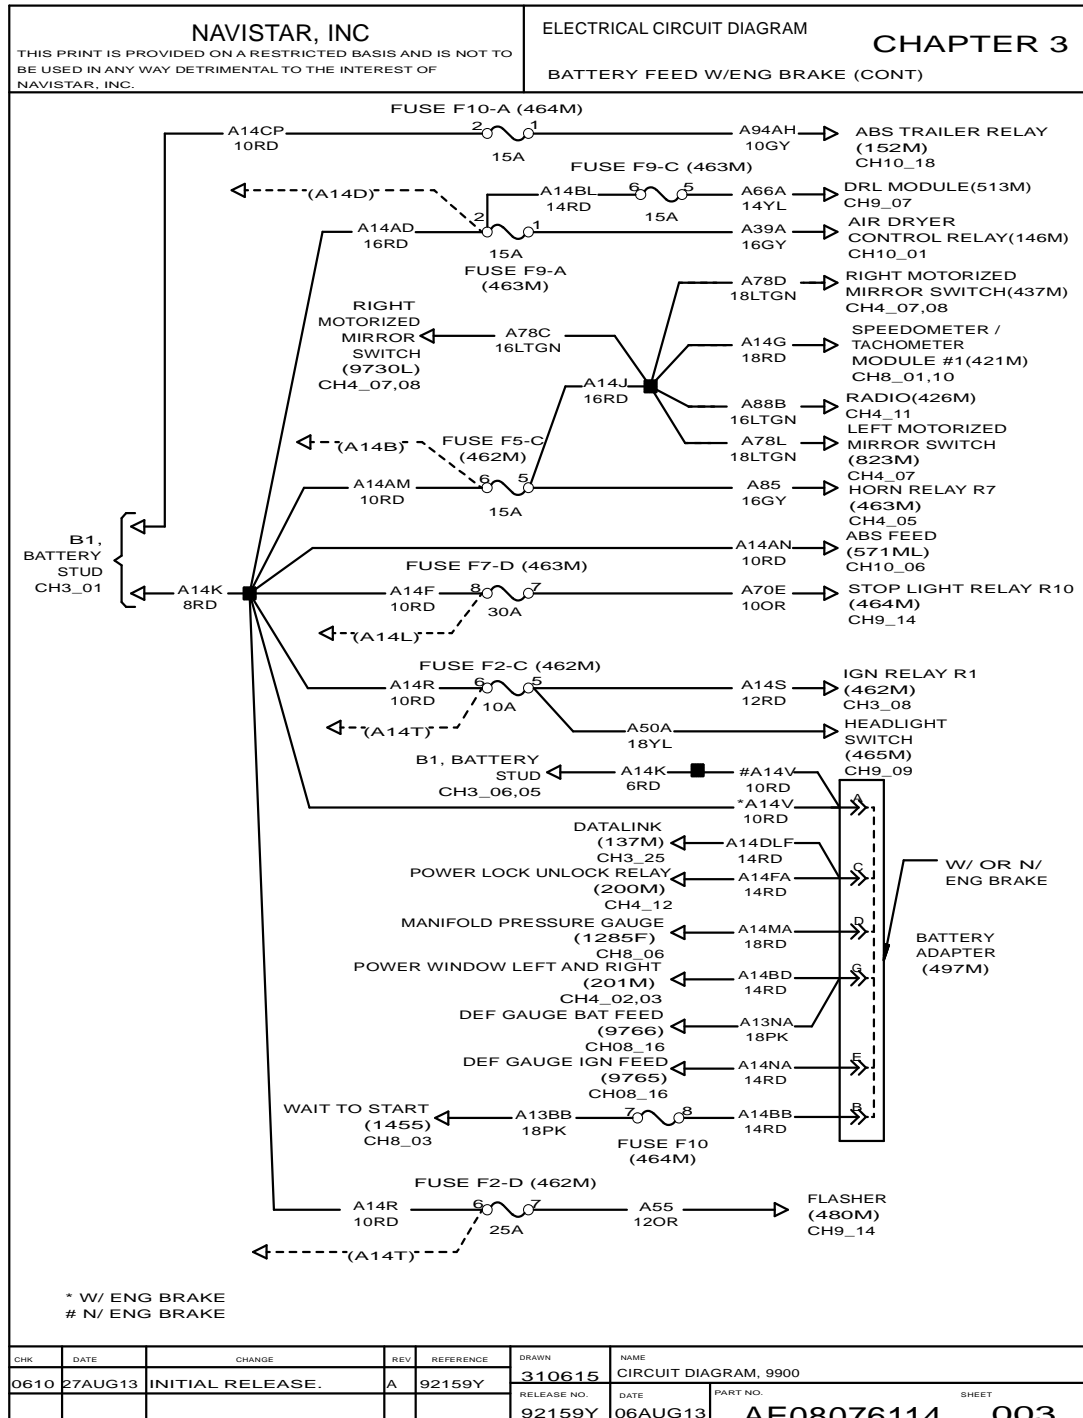 NAVISTAR, INC
THIS PRINT IS PROVIDED ON A RESTRICTED BASIS AND IS NOT TO
BE USED IN ANY WAY DETRIMENTAL TO THE INTEREST OF
NAVISTAR, INC.
ELECTRICAL CIRCUIT DIAGRAM
CHAPTER 3
BATTERY FEED W/ENG BRAKE (CONT)
FUSE F10-A (464M)
A14CP
10RD
2
1
15A
A94AH
10GY
ABS TRAILER RELAY
(152M)
CH10_18
FUSE F9-C (463M)
(A14D)
A14BL
14RD
6
5
15A
A66A
14YL
DRL MODULE(513M)
CH9_07
A14AD
16RD
2
1
15A
FUSE F9-A
(463M)
A39A
16GY
AIR DRYER
CONTROL RELAY(146M)
CH10_01
A78D
18LTGN
RIGHT MOTORIZED
MIRROR SWITCH(437M)
CH4_07,08
RIGHT
MOTORIZED
MIRROR
SWITCH
(9730L)
CH4_07,08
A78C
16LTGN
A14G
18RD
SPEEDOMETER /
TACHOMETER
MODULE #1(421M)
CH8_01,10
A14J
16RD
A88B
16LTGN
RADIO(426M)
CH4_11
A78L
18LTGN
LEFT MOTORIZED
MIRROR SWITCH
(823M)
CH4_07
(A14B)
FUSE F5-C
(462M)
A14AM
10RD
6
5
15A
A85
16GY
HORN RELAY R7
(463M)
CH4_05
B1,
BATTERY
STUD
CH3_01
A14AN
10RD
ABS FEED
(571ML)
CH10_06
FUSE F7-D (463M)
A14K
8RD
A14F
10RD
8
7
30A
A70E
10OR
STOP LIGHT RELAY R10
(464M)
CH9_14
(A14L)
FUSE F2-C (462M)
A14R
10RD
6
5
10A
A14S
12RD
IGN RELAY R1
(462M)
CH3_08
(A14T)
A50A
18YL
HEADLIGHT
SWITCH
(465M)
CH9_09
B1, BATTERY
STUD
CH3_06,05
A14K
6RD
#A14V
10RD
*A14V
10RD
A
DATALINK
(137M)
CH3_25
A14DLF
14RD
POWER LOCK UNLOCK RELAY
(200M)
CH4_12
A14FA
14RD
C
W/ OR N/
ENG BRAKE
MANIFOLD PRESSURE GAUGE
(1285F)
CH8_06
A14MA
18RD
D
BATTERY
ADAPTER
(497M)
POWER WINDOW LEFT AND RIGHT
(201M)
CH4_02,03
A14BD
14RD
G
DEF GAUGE BAT FEED
(9766)
CH08_16
A13NA
18PK
DEF GAUGE IGN FEED
(9765)
CH08_16
A14NA
14RD
E
WAIT TO START
(1455)
CH8_03
A13BB
18PK
7
8
FUSE F10
(464M)
A14BB
14RD
B
FUSE F2-D (462M)
A14R
10RD
6
7
25A
A55
12OR
FLASHER
(480M)
CH9_14
(A14T)
* W/ ENG BRAKE
# N/ ENG BRAKE
CHK DATE CHANGE REV REFERENCE
0610 27AUG13 INITIAL RELEASE. A 92159Y
DRAWN
310615
NAME
CIRCUIT DIAGRAM, 9900
RELEASE NO.
92159Y
DATE
06AUG13
PART NO.
AE08076114
SHEET
003